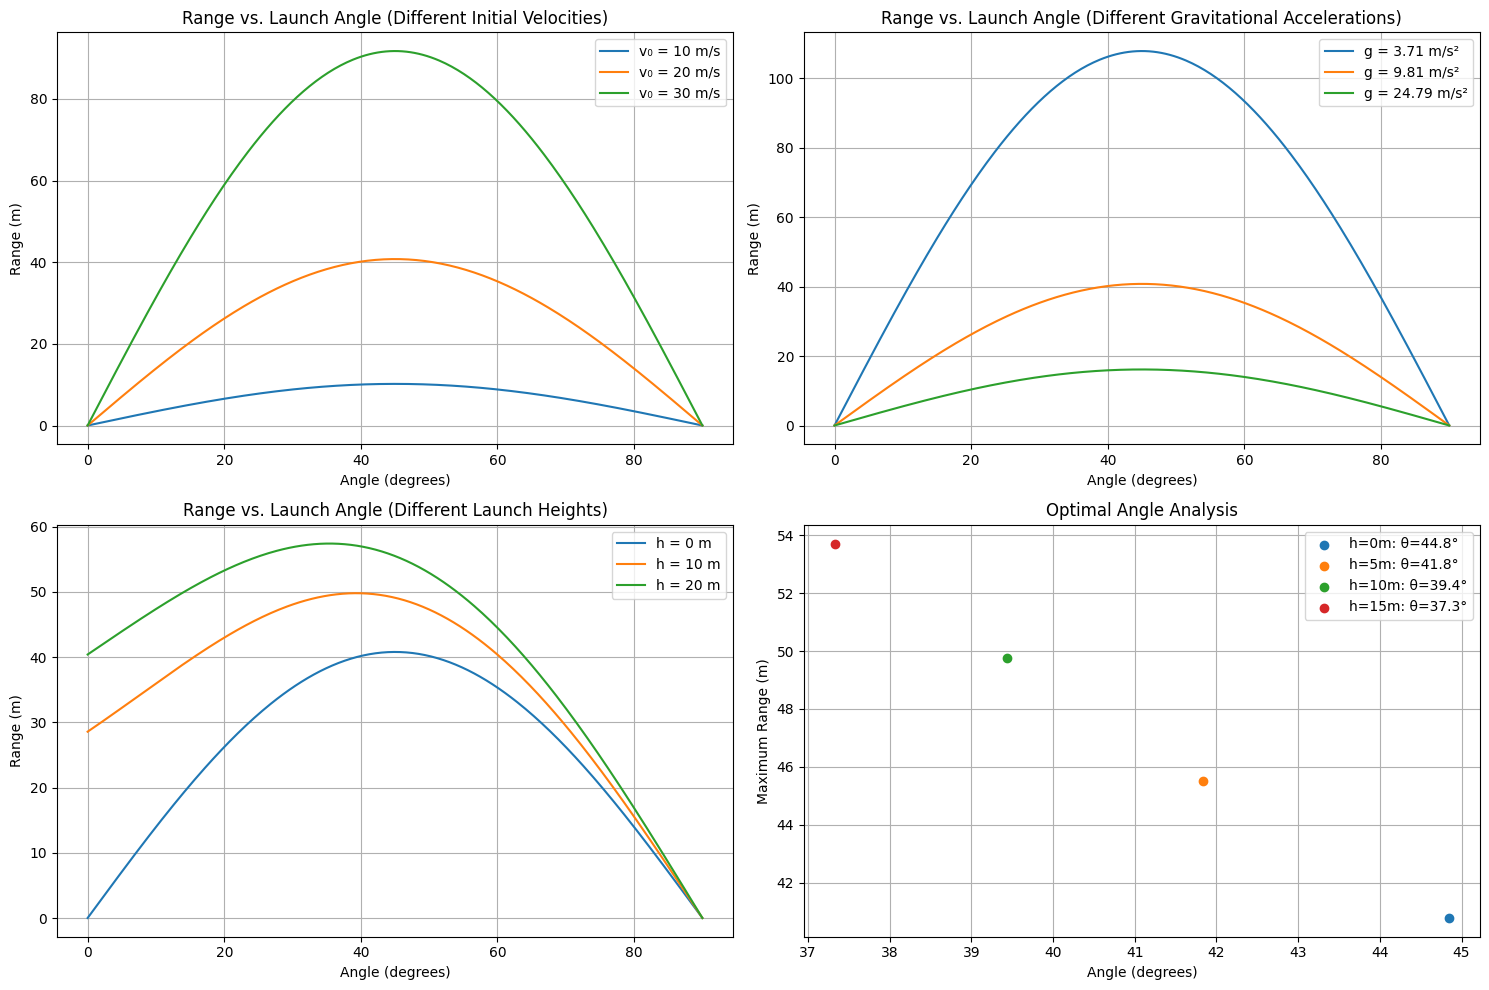 Range vs. Launch Angle (Different Initial Velocities)
Range (m)
80
60
40
20
0
0 20 40 60 80
Angle (degrees)
v₀ = 10 m/s
v₀ = 20 m/s
v₀ = 30 m/s
Range vs. Launch Angle (Different Gravitational Accelerations)
Range (m)
100
80
60
40
20
0
0 20 40 60 80
Angle (degrees)
g = 3.71 m/s²
g = 9.81 m/s²
g = 24.79 m/s²
Range vs. Launch Angle (Different Launch Heights)
Range (m)
60
50
40
30
20
10
0
0 20 40 60 80
Angle (degrees)
h = 0 m
h = 10 m
h = 20 m
Optimal Angle Analysis
Maximum Range (m)
54
52
50
48
46
44
42
37 38 39 40 41 42 43 44 45
Angle (degrees)
h=0m: θ=44.8°
h=5m: θ=41.8°
h=10m: θ=39.4°
h=15m: θ=37.3°